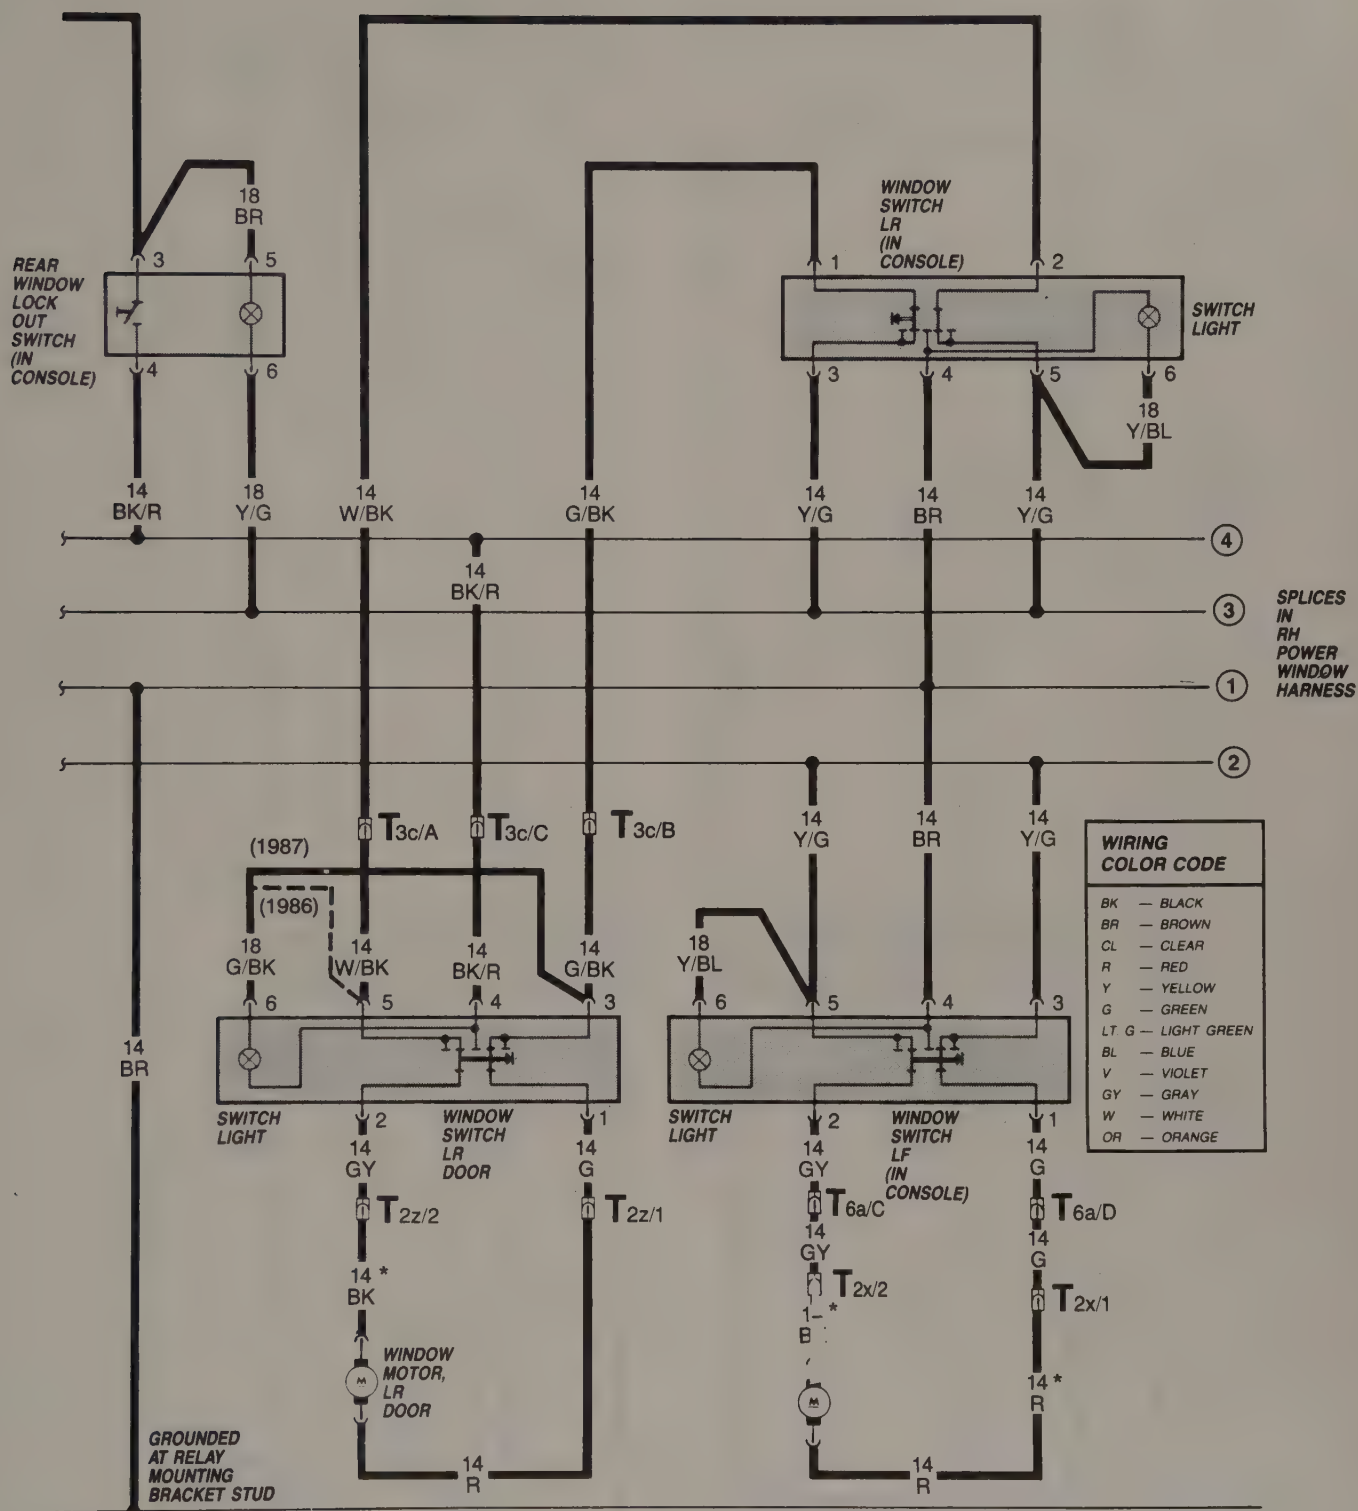 18
BR
WINDOW
SWITCH
LR
(IN
CONSOLE)
REAR
WINDOW
LOCK
OUT
SWITCH
(IN
CONSOLE)
3
5
4
6
1
2
SWITCH
LIGHT
3
4
5
6
18
Y/BL
14
BK/R
18
Y/G
14
W/BK
14
G/BK
14
Y/G
14
BR
14
Y/G
4
14
BK/R
3
SPLICES
IN
RH
POWER
WINDOW
HARNESS
1
2
T3c/A
T3c/C
T3c/B
14
Y/G
14
BR
14
Y/G
(1987)
(1986)
18
G/BK
14
W/BK
14
BK/R
14
G/BK
18
Y/BL
6
5
4
3
6
5
4
3
14
BR
SWITCH
LIGHT
2
WINDOW
SWITCH
LR
DOOR
1
SWITCH
LIGHT
2
WINDOW
SWITCH
LF
(IN
CONSOLE)
1
14
GY
14
G
14
GY
14
G
T2z/2
T2z/1
T6a/C
T6a/D
14
GY
14
G
14 *
BK
T2x/2
T2x/1
*
B
M
WINDOW
MOTOR,
LR
DOOR
M
14 *
R
14
R
14
R
GROUNDED
AT RELAY
MOUNTING
BRACKET STUD
WIRING
COLOR CODE
BK — BLACK
BR — BROWN
CL — CLEAR
R — RED
Y — YELLOW
G — GREEN
LT G — LIGHT GREEN
BL — BLUE
V — VIOLET
GY — GRAY
W — WHITE
OR — ORANGE